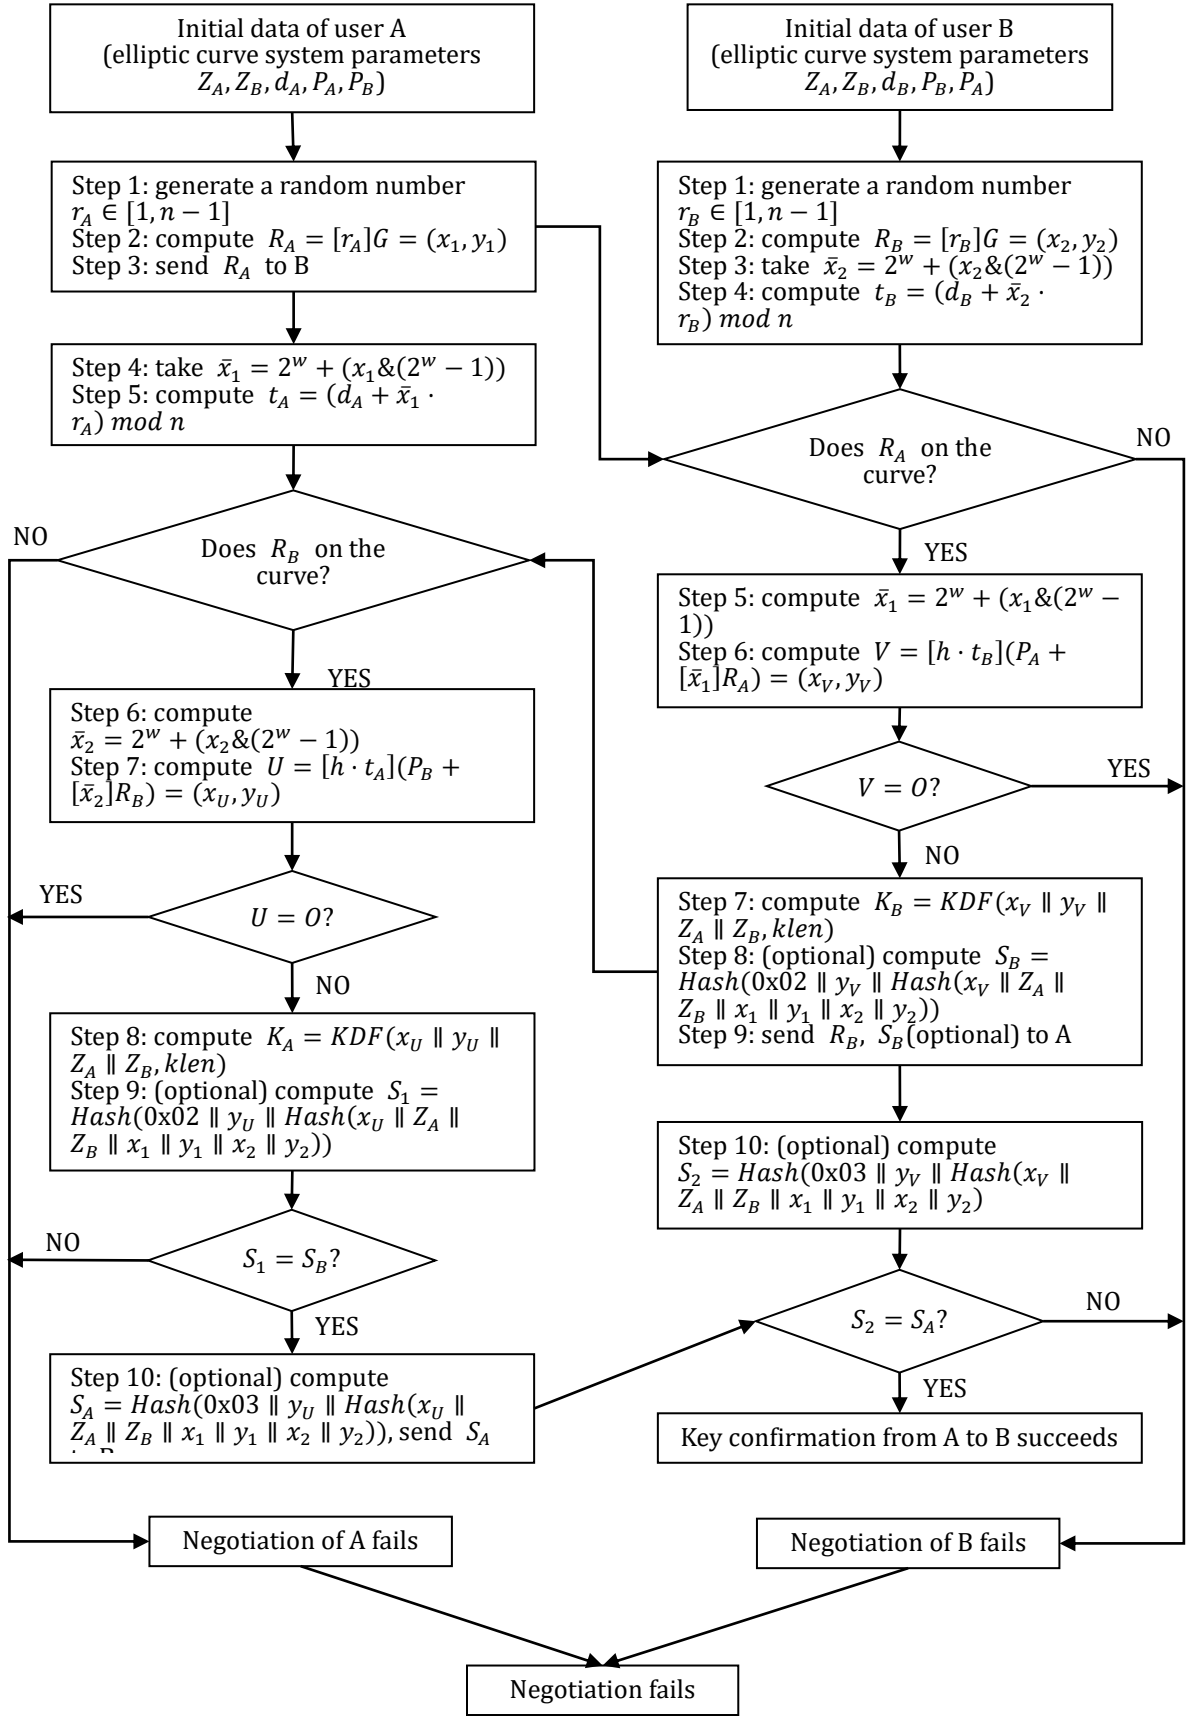 Initial data of user A
(elliptic curve system parameters
Z_A, Z_B, d_A, P_A, P_B)
Step 1: generate a random number
r_A ∈ [1, n − 1]
Step 2: compute R_A = [r_A]G = (x_1, y_1)
Step 3: send R_A to B
Step 4: take x̄_1 = 2^w + (x_1&(2^w − 1))
Step 5: compute t_A = (d_A + x̄_1 ·
r_A) mod n
Does R_B on the
curve?
NO
YES
Step 6: compute
x̄_2 = 2^w + (x_2&(2^w − 1))
Step 7: compute U = [h · t_A](P_B +
[x̄_2]R_B) = (x_U, y_U)
U = O?
YES
NO
Step 8: compute K_A = KDF(x_U ∥ y_U ∥
Z_A ∥ Z_B, klen)
Step 9: (optional) compute S_1 =
Hash(0x02 ∥ y_U ∥ Hash(x_U ∥ Z_A ∥
Z_B ∥ x_1 ∥ y_1 ∥ x_2 ∥ y_2))
S_1 = S_B?
NO
YES
Step 10: (optional) compute
S_A = Hash(0x03 ∥ y_U ∥ Hash(x_U ∥
Z_A ∥ Z_B ∥ x_1 ∥ y_1 ∥ x_2 ∥ y_2)), send S_A
Negotiation of A fails
Initial data of user B
(elliptic curve system parameters
Z_A, Z_B, d_B, P_B, P_A)
Step 1: generate a random number
r_B ∈ [1, n − 1]
Step 2: compute R_B = [r_B]G = (x_2, y_2)
Step 3: take x̄_2 = 2^w + (x_2&(2^w − 1))
Step 4: compute t_B = (d_B + x̄_2 ·
r_B) mod n
Does R_A on the
curve?
NO
YES
Step 5: compute x̄_1 = 2^w + (x_1&(2^w −
1))
Step 6: compute V = [h · t_B](P_A +
[x̄_1]R_A) = (x_V, y_V)
V = O?
YES
NO
Step 7: compute K_B = KDF(x_V ∥ y_V ∥
Z_A ∥ Z_B, klen)
Step 8: (optional) compute S_B =
Hash(0x02 ∥ y_V ∥ Hash(x_V ∥ Z_A ∥
Z_B ∥ x_1 ∥ y_1 ∥ x_2 ∥ y_2))
Step 9: send R_B, S_B(optional) to A
Step 10: (optional) compute
S_2 = Hash(0x03 ∥ y_V ∥ Hash(x_V ∥
Z_A ∥ Z_B ∥ x_1 ∥ y_1 ∥ x_2 ∥ y_2)
S_2 = S_A?
NO
YES
Key confirmation from A to B succeeds
Negotiation of B fails
Negotiation fails